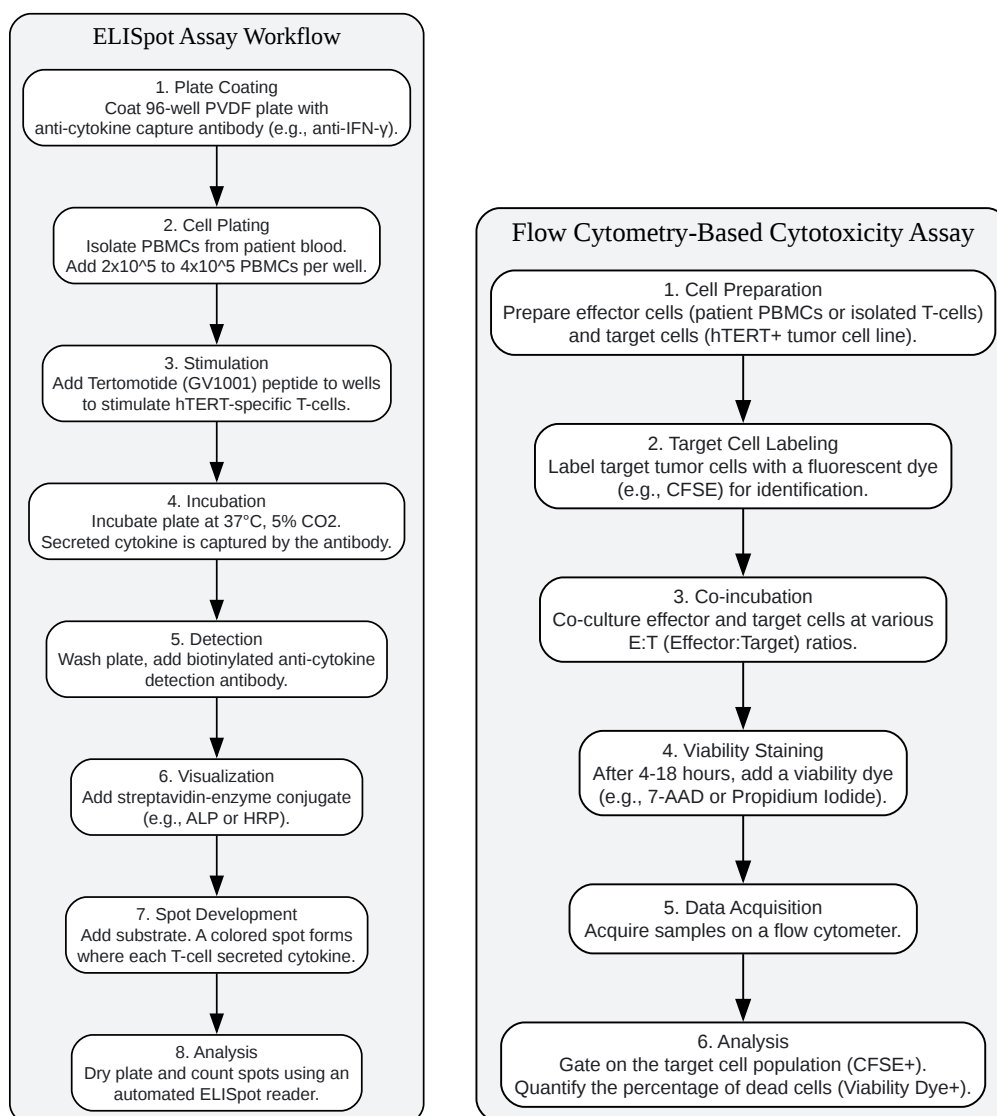 ELISpot Assay Workflow
1. Plate Coating
Coat 96-well PVDF plate with
anti-cytokine capture antibody (e.g., anti-IFN-γ).
2. Cell Plating
Isolate PBMCs from patient blood.
Add 2x10^5 to 4x10^5 PBMCs per well.
3. Stimulation
Add Tertomotide (GV1001) peptide to wells
to stimulate hTERT-specific T-cells.
4. Incubation
Incubate plate at 37°C, 5% CO2.
Secreted cytokine is captured by the antibody.
5. Detection
Wash plate, add biotinylated anti-cytokine
detection antibody.
6. Visualization
Add streptavidin-enzyme conjugate
(e.g., ALP or HRP).
7. Spot Development
Add substrate. A colored spot forms
where each T-cell secreted cytokine.
8. Analysis
Dry plate and count spots using an
automated ELISpot reader.
Flow Cytometry-Based Cytotoxicity Assay
1. Cell Preparation
Prepare effector cells (patient PBMCs or isolated T-cells)
and target cells (hTERT+ tumor cell line).
2. Target Cell Labeling
Label target tumor cells with a fluorescent dye
(e.g., CFSE) for identification.
3. Co-incubation
Co-culture effector and target cells at various
E:T (Effector:Target) ratios.
4. Viability Staining
After 4-18 hours, add a viability dye
(e.g., 7-AAD or Propidium Iodide).
5. Data Acquisition
Acquire samples on a flow cytometer.
6. Analysis
Gate on the target cell population (CFSE+).
Quantify the percentage of dead cells (Viability Dye+).